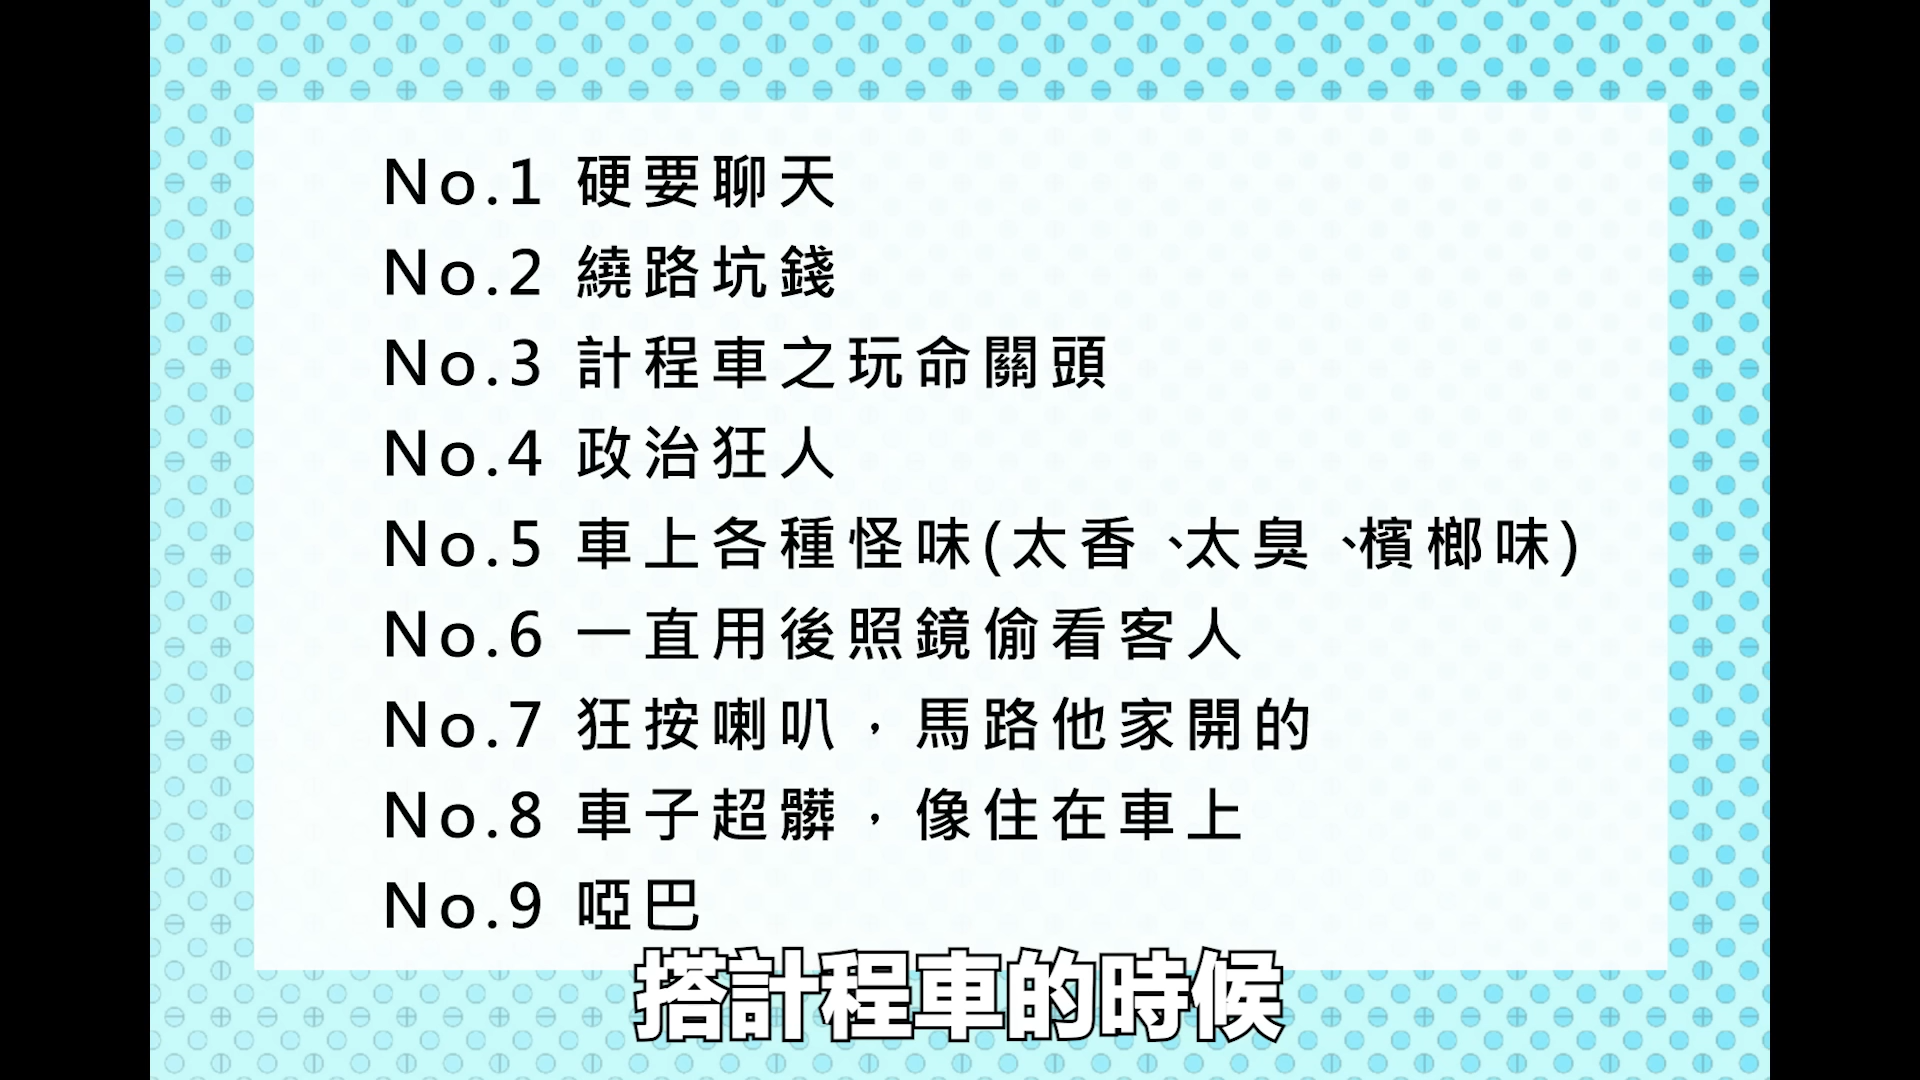 No.1 硬要聊天
No.2 繞路坑錢
No.3 計程車之玩命關頭
No.4 政治狂人
No.5 車上各種怪味(太香、太臭、檳榔味)
No.6 一直用後照鏡偷看客人
No.7 狂按喇叭，馬路他家開的
No.8 車子超髒，像住在車上
No.9 啞巴
搭計程車的時候